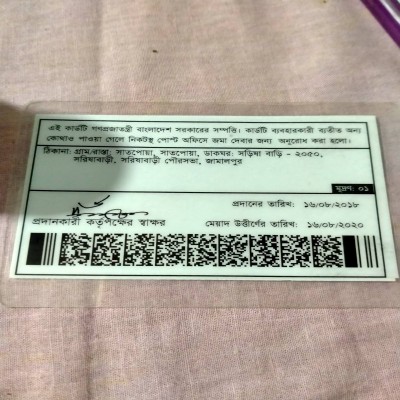 এই কার্ডটি গণপ্রজাতন্ত্রী বাংলাদেশ সরকারের সম্পত্তি। কার্ডটি ব্যবহারকারী ব্যতীত অন্য
কোথাও পাওয়া গেলে নিকটস্থ পোস্ট অফিসে জমা দেবার জন্য অনুরোধ করা হলো।
ঠিকানা: গ্রাম/রাস্তা: সাতপোয়া, সাতপোয়া, ডাকঘর: সড়িষা বাড়ি - ২০৫০,
সরিষাবাড়ী, সরিষাবাড়ী পৌরসভা, জামালপুর
মুদ্রণ: ০১
প্রদানের তারিখ: ১৬/০৮/২০১৮
প্রদানকারী কর্তৃপক্ষের স্বাক্ষর
মেয়াদ উত্তীর্ণের তারিখ: ১৬/০৮/২০২০